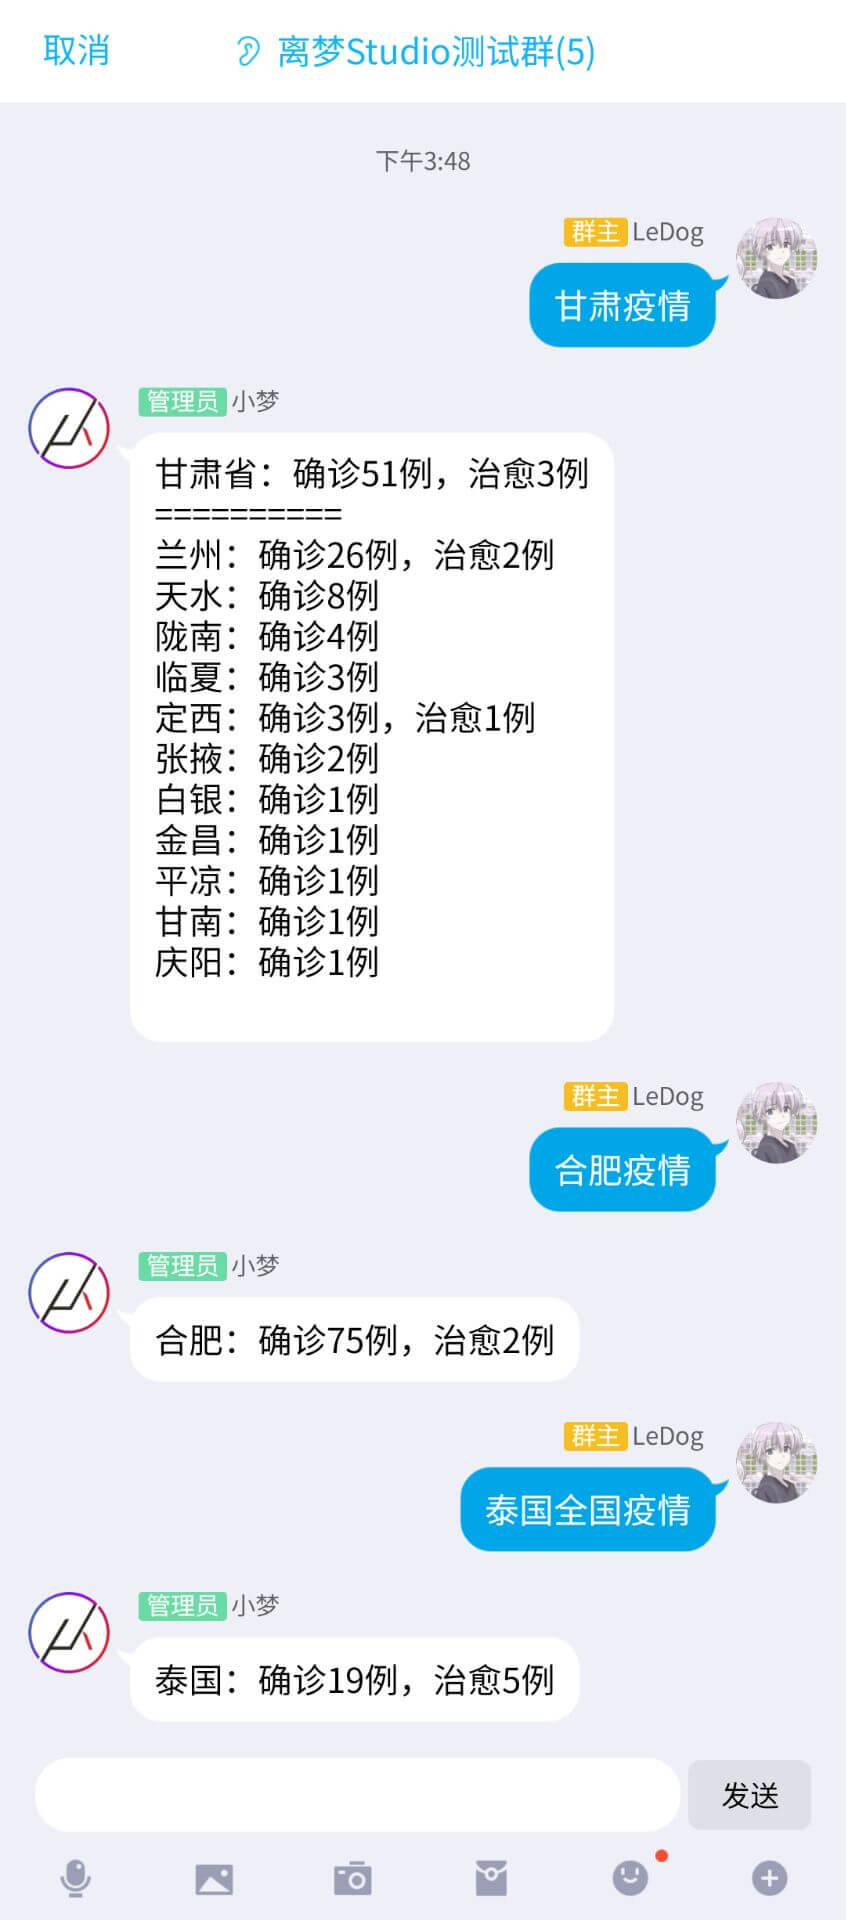 取消
离梦Studio测试群(5)
下午3:48
群主 LeDog
甘肃疫情
管理员 小梦
甘肃省：确诊51例，治愈3例
==========
兰州：确诊26例，治愈2例
天水：确诊8例
陇南：确诊4例
临夏：确诊3例
定西：确诊3例，治愈1例
张掖：确诊2例
白银：确诊1例
金昌：确诊1例
平凉：确诊1例
甘南：确诊1例
庆阳：确诊1例
群主 LeDog
合肥疫情
管理员 小梦
合肥：确诊75例，治愈2例
群主 LeDog
泰国全国疫情
管理员 小梦
泰国：确诊19例，治愈5例
发送